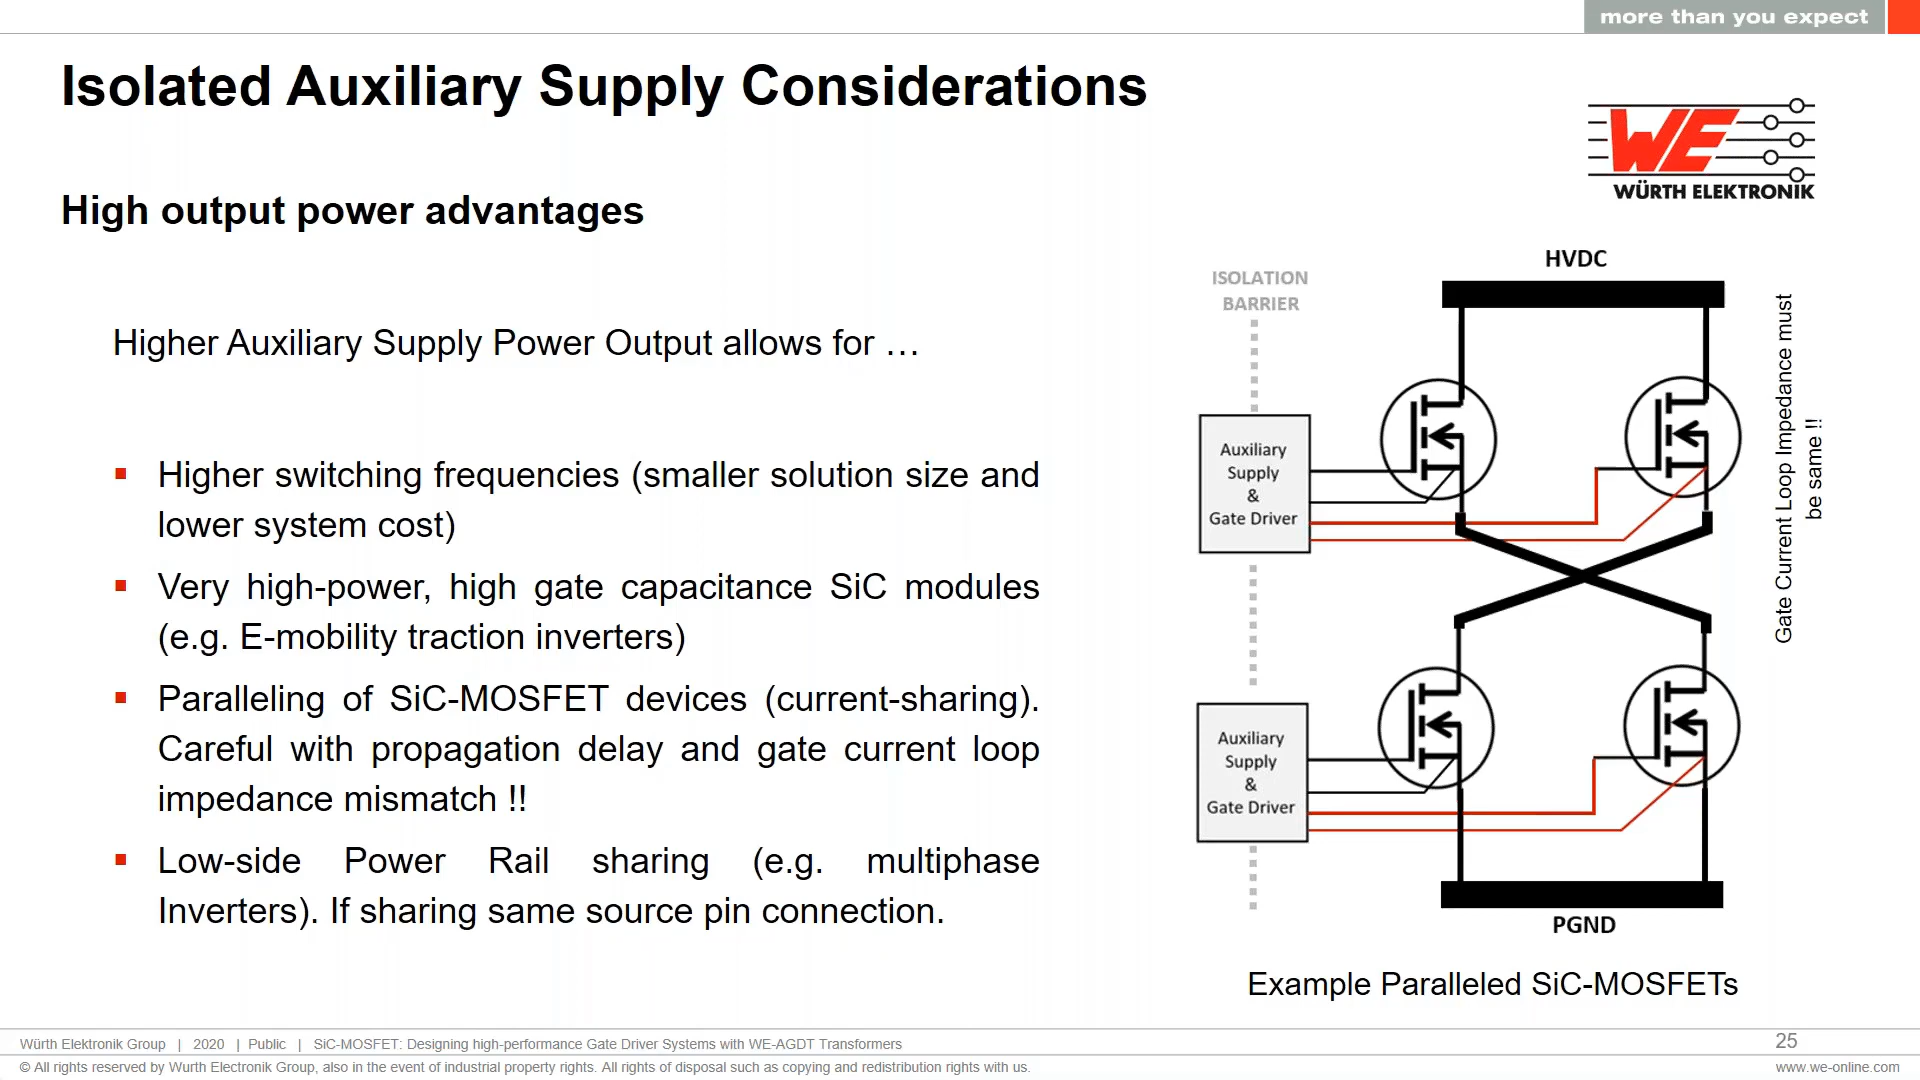 more than you expect
Isolated Auxiliary Supply Considerations
WE
WÜRTH ELEKTRONIK
High output power advantages
Higher Auxiliary Supply Power Output allows for …
▪ Higher switching frequencies (smaller solution size and
lower system cost)
▪ Very high-power, high gate capacitance SiC modules
(e.g. E-mobility traction inverters)
▪ Paralleling of SiC-MOSFET devices (current-sharing).
Careful with propagation delay and gate current loop
impedance mismatch !!
▪ Low-side Power Rail sharing (e.g. multiphase
Inverters). If sharing same source pin connection.
HVDC
ISOLATION
BARRIER
Auxiliary
Supply
&
Gate Driver
Gate Current Loop Impedance must
be same !!
Auxiliary
Supply
&
Gate Driver
PGND
Example Paralleled SiC-MOSFETs
Würth Elektronik Group | 2020 | Public | SiC-MOSFET: Designing high-performance Gate Driver Systems with WE-AGDT Transformers
25
© All rights reserved by Wurth Electronik Group, also in the event of industrial property rights. All rights of disposal such as copying and redistribution rights with us.
www.we-online.com